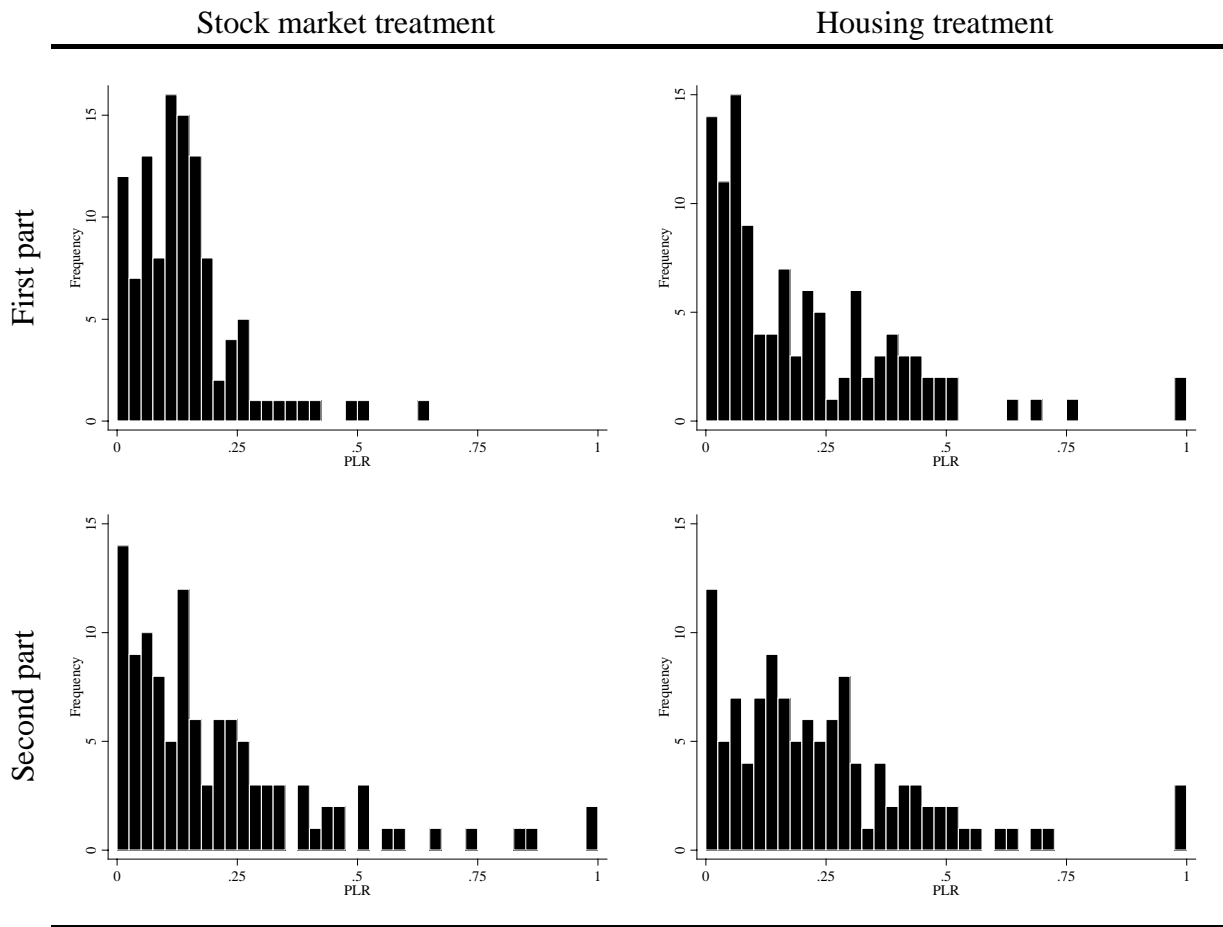 Stock market treatment
Housing treatment
First part
Frequency
15
10
5
0
0 .25 .5 .75 1
PLR
Frequency
15
10
5
0
0 .25 .5 .75 1
PLR
Second part
Frequency
15
10
5
0
0 .25 .5 .75 1
PLR
Frequency
15
10
5
0
0 .25 .5 .75 1
PLR